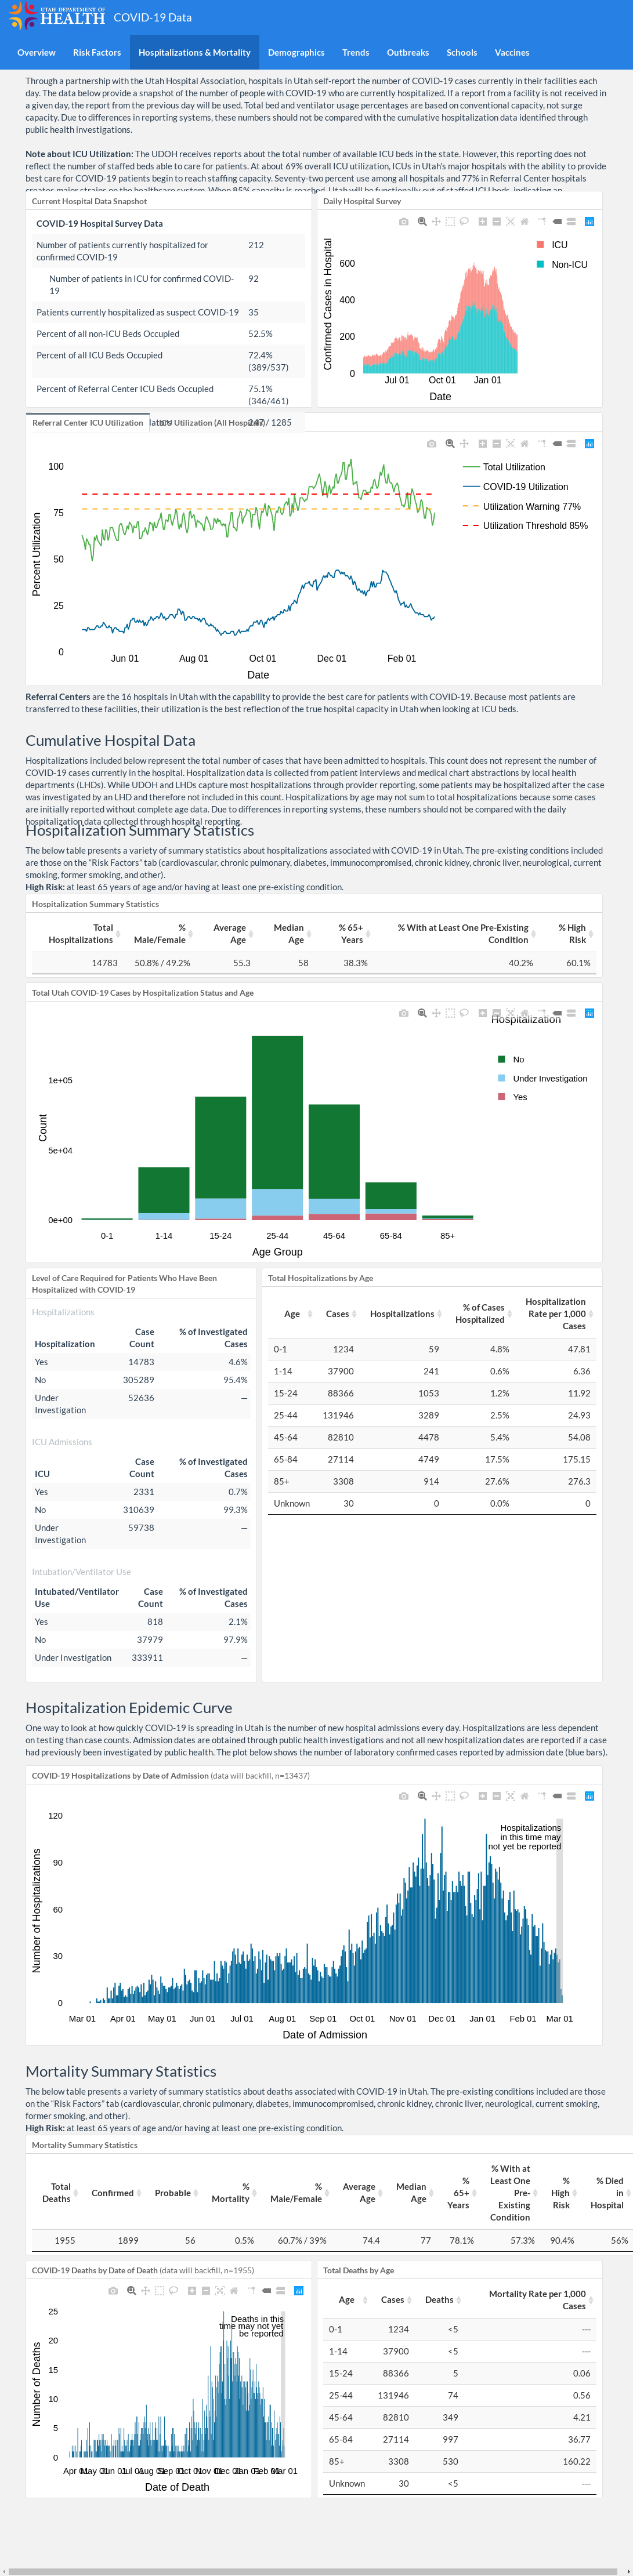 UTAH DEPARTMENT OF
HEALTH
COVID-19 Data
Overview
Risk Factors
Hospitalizations & Mortality
Demographics
Trends
Outbreaks
Schools
Vaccines
Through a partnership with the Utah Hospital Association, hospitals in Utah self-report the number of COVID-19 cases currently in their facilities each
day. The data below provide a snapshot of the number of people with COVID-19 who are currently hospitalized. If a report from a facility is not received in
a given day, the report from the previous day will be used. Total bed and ventilator usage percentages are based on conventional capacity, not surge
capacity. Due to differences in reporting systems, these numbers should not be compared with the cumulative hospitalization data identified through
public health investigations.
Note about ICU Utilization: The UDOH receives reports about the total number of available ICU beds in the state. However, this reporting does not
reflect the number of staffed beds able to care for patients. At about 69% overall ICU utilization, ICUs in Utah's major hospitals with the ability to provide
best care for COVID-19 patients begin to reach staffing capacity. Seventy-two percent use among all hospitals and 77% in Referral Center hospitals
creates major strains on the healthcare system. When 85% capacity is reached, Utah will be functionally out of staffed ICU beds, indicating an
Current Hospital Data Snapshot
COVID-19 Hospital Survey Data
Number of patients currently hospitalized for
confirmed COVID-19
212
Number of patients in ICU for confirmed COVID-
19
92
Patients currently hospitalized as suspect COVID-19 35
Percent of all non-ICU Beds Occupied 52.5%
Percent of all ICU Beds Occupied 72.4%
(389/537)
Percent of Referral Center ICU Beds Occupied 75.1%
(346/461)
Daily Hospital Survey
ICU
Non-ICU
Confirmed Cases in Hospital
600
400
200
0
Jul 01 Oct 01 Jan 01
Date
Referral Center ICU Utilization
ICU Utilization (All Hospitals)
247 / 1285
100
75
50
25
0
Percent Utilization
Total Utilization
COVID-19 Utilization
Utilization Warning 77%
Utilization Threshold 85%
Jun 01 Aug 01 Oct 01 Dec 01 Feb 01
Date
Referral Centers are the 16 hospitals in Utah with the capability to provide the best care for patients with COVID-19. Because most patients are
transferred to these facilities, their utilization is the best reflection of the true hospital capacity in Utah when looking at ICU beds.
Cumulative Hospital Data
Hospitalizations included below represent the total number of cases that have been admitted to hospitals. This count does not represent the number of
COVID-19 cases currently in the hospital. Hospitalization data is collected from patient interviews and medical chart abstractions by local health
departments (LHDs). While UDOH and LHDs capture most hospitalizations through provider reporting, some patients may be hospitalized after the case
was investigated by an LHD and therefore not included in this count. Hospitalizations by age may not sum to total hospitalizations because some cases
are initially reported without complete age data. Due to differences in reporting systems, these numbers should not be compared with the daily
hospitalization data collected through hospital reporting.
Hospitalization Summary Statistics
The below table presents a variety of summary statistics about hospitalizations associated with COVID-19 in Utah. The pre-existing conditions included
are those on the "Risk Factors" tab (cardiovascular, chronic pulmonary, diabetes, immunocompromised, chronic kidney, chronic liver, neurological, current
smoking, former smoking, and other).
High Risk: at least 65 years of age and/or having at least one pre-existing condition.
Hospitalization Summary Statistics
Total Hospitalizations | % Male/Female | Average Age | Median Age | % 65+ Years | % With at Least One Pre-Existing Condition | % High Risk
14783 50.8% / 49.2% 55.3 58 38.3% 40.2% 60.1%
Total Utah COVID-19 Cases by Hospitalization Status and Age
Hospitalization
No
Under Investigation
Yes
Count
1e+05
5e+04
0e+00
0-1 1-14 15-24 25-44 45-64 65-84 85+
Age Group
Level of Care Required for Patients Who Have Been
Hospitalized with COVID-19
Hospitalizations
Hospitalization | Case Count | % of Investigated Cases
Yes 14783 4.6%
No 305289 95.4%
Under Investigation 52636 —
ICU Admissions
ICU | Case Count | % of Investigated Cases
Yes 2331 0.7%
No 310639 99.3%
Under Investigation 59738 —
Intubation/Ventilator Use
Intubated/Ventilator Use | Case Count | % of Investigated Cases
Yes 818 2.1%
No 37979 97.9%
Under Investigation 333911 —
Total Hospitalizations by Age
Age | Cases | Hospitalizations | % of Cases Hospitalized | Hospitalization Rate per 1,000 Cases
0-1 1234 59 4.8% 47.81
1-14 37900 241 0.6% 6.36
15-24 88366 1053 1.2% 11.92
25-44 131946 3289 2.5% 24.93
45-64 82810 4478 5.4% 54.08
65-84 27114 4749 17.5% 175.15
85+ 3308 914 27.6% 276.3
Unknown 30 0 0.0% 0
Hospitalization Epidemic Curve
One way to look at how quickly COVID-19 is spreading in Utah is the number of new hospital admissions every day. Hospitalizations are less dependent
on testing than case counts. Admission dates are obtained through public health investigations and not all new hospitalization dates are reported if a case
had previously been investigated by public health. The plot below shows the number of laboratory confirmed cases reported by admission date (blue bars).
COVID-19 Hospitalizations by Date of Admission (data will backfill, n=13437)
Hospitalizations
in this time may
not yet be reported
Number of Hospitalizations
120
90
60
30
0
Mar 01 Apr 01 May 01 Jun 01 Jul 01 Aug 01 Sep 01 Oct 01 Nov 01 Dec 01 Jan 01 Feb 01 Mar 01
Date of Admission
Mortality Summary Statistics
The below table presents a variety of summary statistics about deaths associated with COVID-19 in Utah. The pre-existing conditions included are those
on the "Risk Factors" tab (cardiovascular, chronic pulmonary, diabetes, immunocompromised, chronic kidney, chronic liver, neurological, current smoking,
former smoking, and other).
High Risk: at least 65 years of age and/or having at least one pre-existing condition.
Mortality Summary Statistics
Total Deaths | Confirmed | Probable | % Mortality | % Male/Female | Average Age | Median Age | % 65+ Years | % With at Least One Pre-Existing Condition | % High Risk | % Died in Hospital
1955 1899 56 0.5% 60.7% / 39% 74.4 77 78.1% 57.3% 90.4% 56%
COVID-19 Deaths by Date of Death (data will backfill, n=1955)
Deaths in this
time may not yet
be reported
Number of Deaths
25
20
15
10
5
0
Apr 01 May 01 Jun 01 Jul 01 Aug 01 Sep 01 Oct 01 Nov 01 Dec 01 Jan 01 Feb 01 Mar 01
Date of Death
Total Deaths by Age
Age | Cases | Deaths | Mortality Rate per 1,000 Cases
0-1 1234 <5 ---
1-14 37900 <5 ---
15-24 88366 5 0.06
25-44 131946 74 0.56
45-64 82810 349 4.21
65-84 27114 997 36.77
85+ 3308 530 160.22
Unknown 30 <5 ---